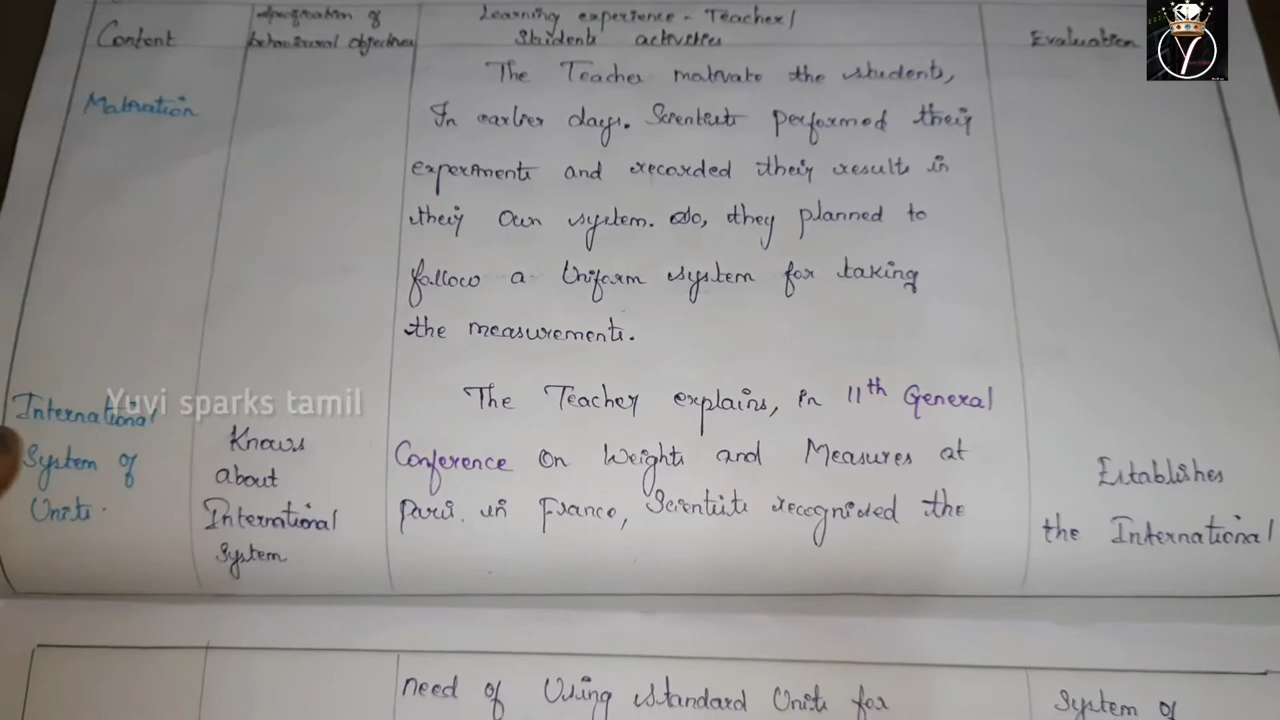 Content
Specification of
behavioural objectives
Learning experience - Teacher /
Students activities
Evaluation
Y
Motivation
The Teacher motivate the students,
In earlier days. Scientists performed their
experiments and recorded their results in
their own system. So, they planned to
follow a Uniform system for taking
the measurements.
Yuvi sparks tamil
International
System of
Units.
Knows
about
International
System
The Teacher explains, in 11th General
Conference on Weights and Measures at
Paris. in France, Scientists recognised the
Establishes
the International
need of Using standard Units for
System of